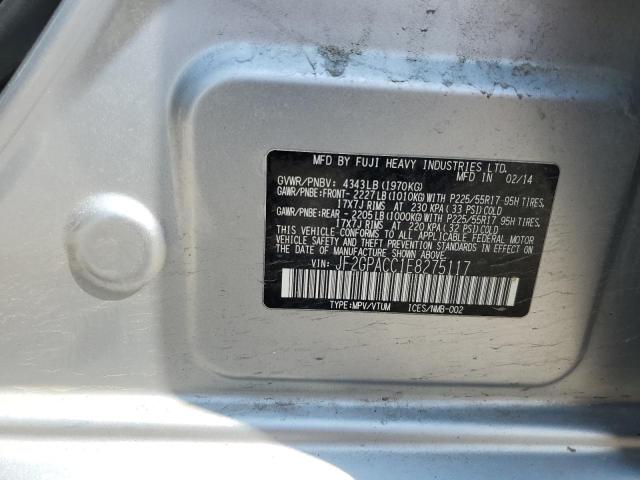 MFD BY FUJI HEAVY INDUSTRIES LTD.
MFD IN 02/14
GVWR/PNBV: 4343LB (1970KG)
GAWR/PNBE:FRONT- 2227LB (1010KG) WITH P225/55R17 95H TIRES,
17X7J RIMS AT 230 KPA (33 PSI) COLD
GAWR/PNBE:REAR - 2205LB (1000KG) WITH P225/55R17 95H TIRES,
17X7J RIMS AT 220 KPA (32 PSI) COLD
THIS VEHICLE CONFORMS TO ALL APPLICABLE FEDERAL MOTOR
VEHICLE SAFETY AND BUMPER STANDARDS IN EFFECT
ON THE DATE OF MANUFACTURE SHOWN ABOVE.
VIN: JF2GPACC1E8275117
TYPE:MPV/VTUM ICES/NMB-002